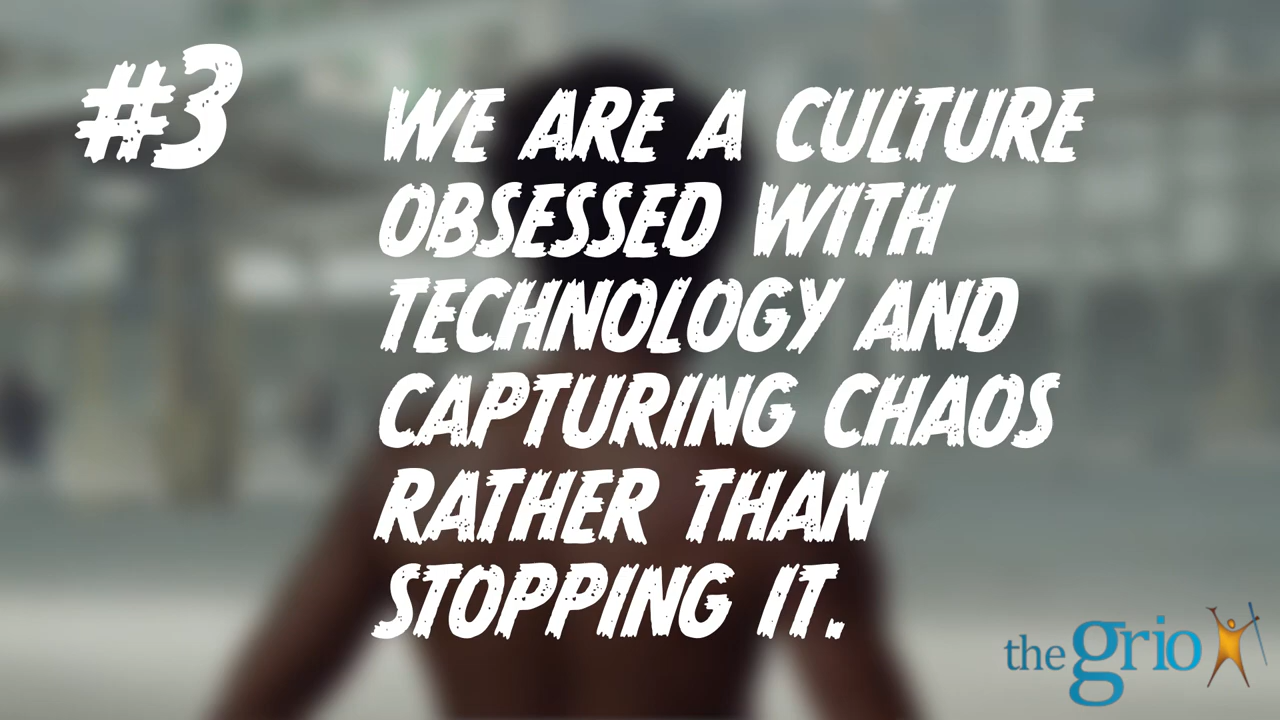 #3
WE ARE A CULTURE
OBSESSED WITH
TECHNOLOGY AND
CAPTURING CHAOS
RATHER THAN
STOPPING IT.
thegrio